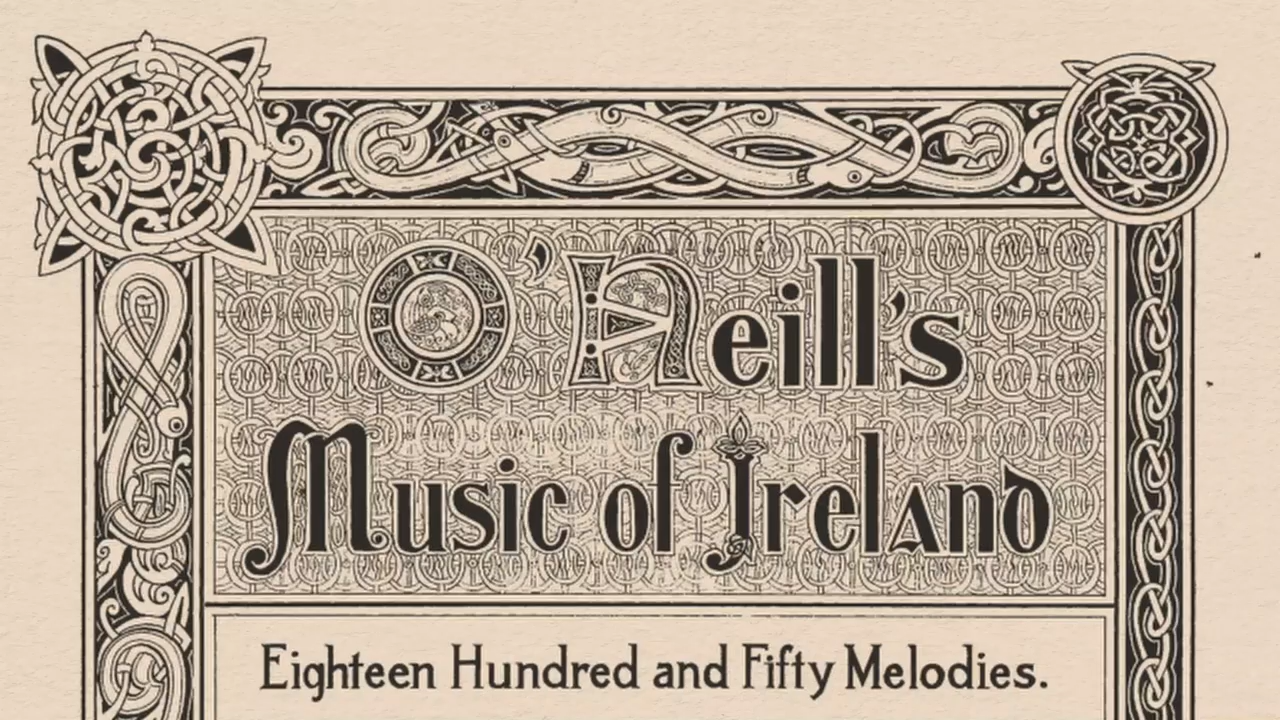 O'Neill's
Music of Ireland
Eighteen Hundred and Fifty Melodies.